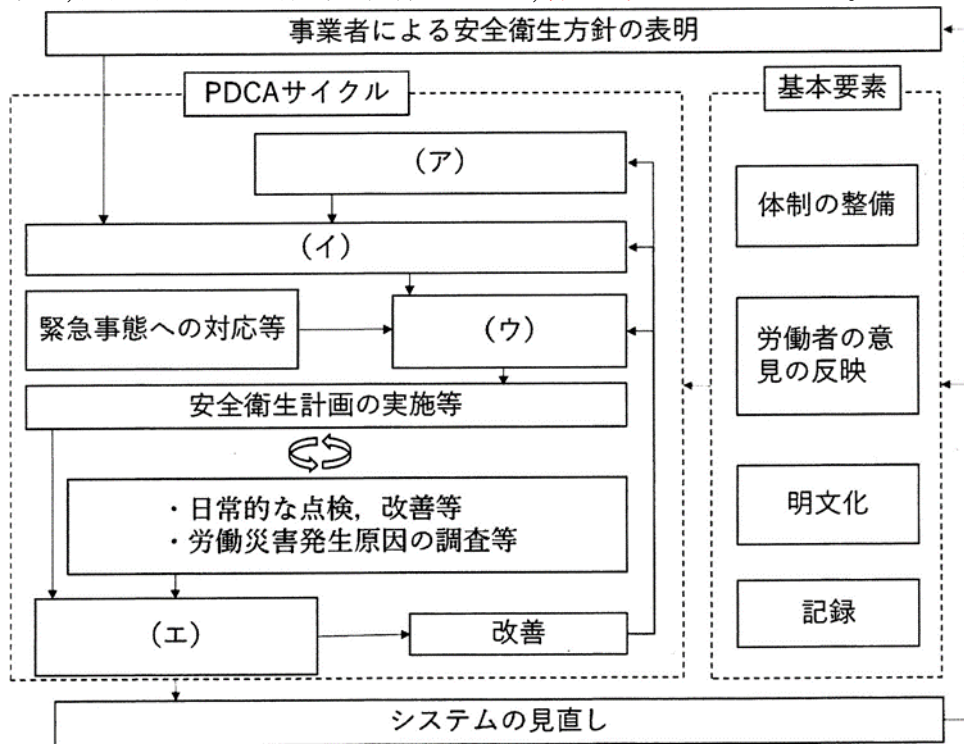 事業者による安全衛生方針の表明
PDCAサイクル
基本要素
(ア)
体制の整備
(イ)
緊急事態への対応等
(ウ)
労働者の意
見の反映
安全衛生計画の実施等
・日常的な点検，改善等
・労働災害発生原因の調査等
明文化
(エ)
改善
記録
システムの見直し